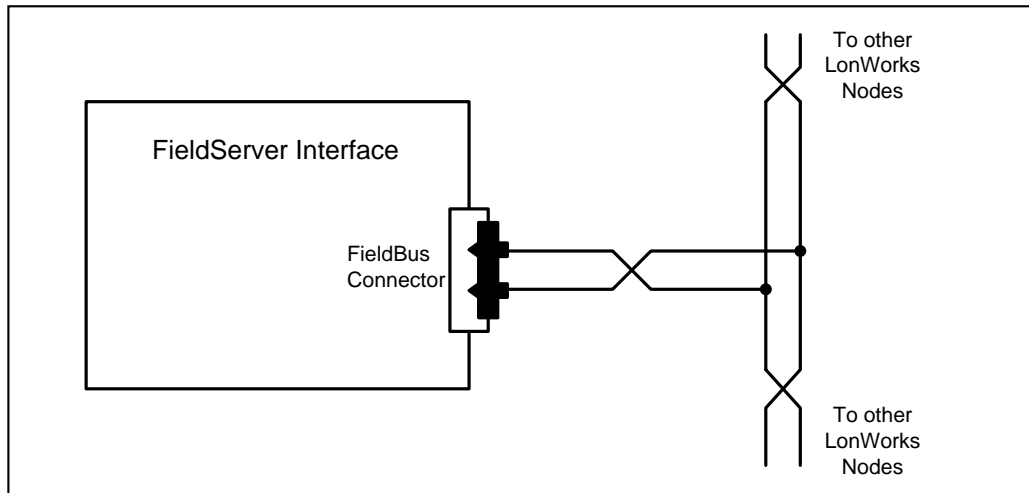 To other
LonWorks
Nodes
FieldServer Interface
FieldBus
Connector
To other
LonWorks
Nodes